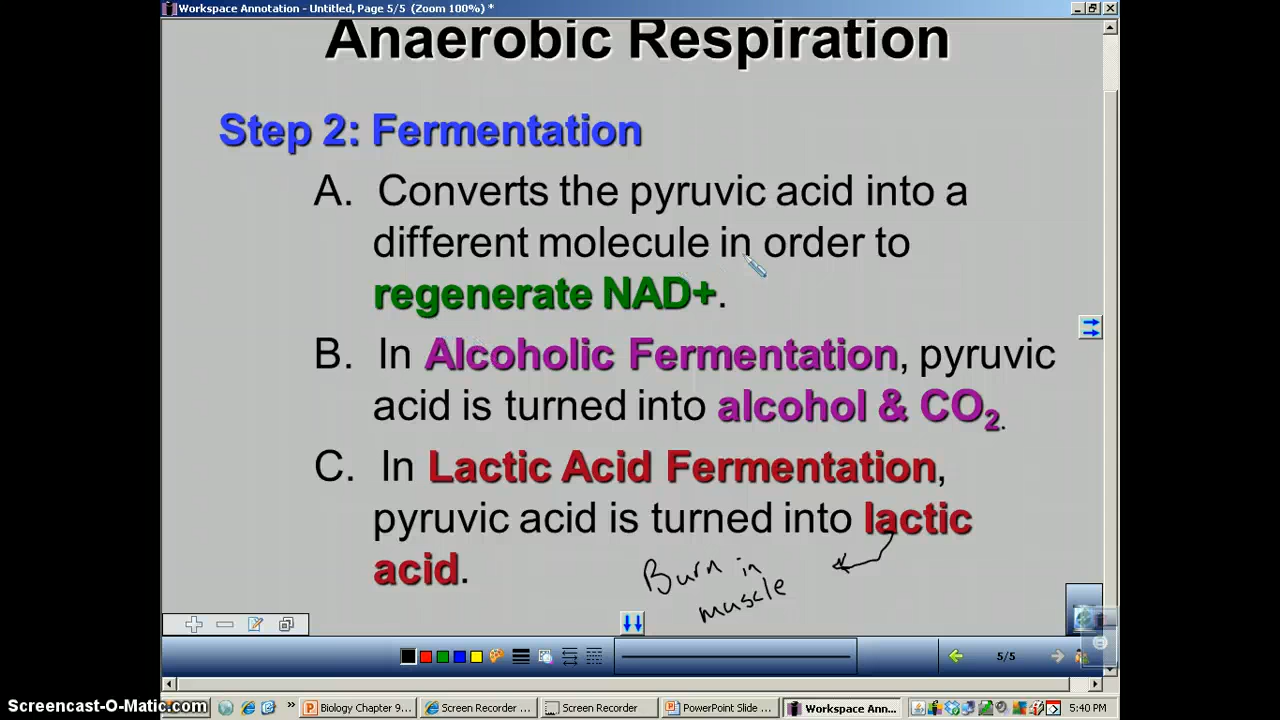 Workspace Annotation - Untitled, Page 5/5 (Zoom 100%) *
Anaerobic Respiration
Step 2: Fermentation
A. Converts the pyruvic acid into a
different molecule in order to
regenerate NAD+.
B. In Alcoholic Fermentation, pyruvic
acid is turned into alcohol & CO2.
C. In Lactic Acid Fermentation,
pyruvic acid is turned into lactic
acid.
Burn in
muscle
5/5
Screencast-O-Matic.com
»
Biology Chapter 9...
Screen Recorder ...
Screen Recorder
PowerPoint Slide ...
Workspace Ann...
5:40 PM